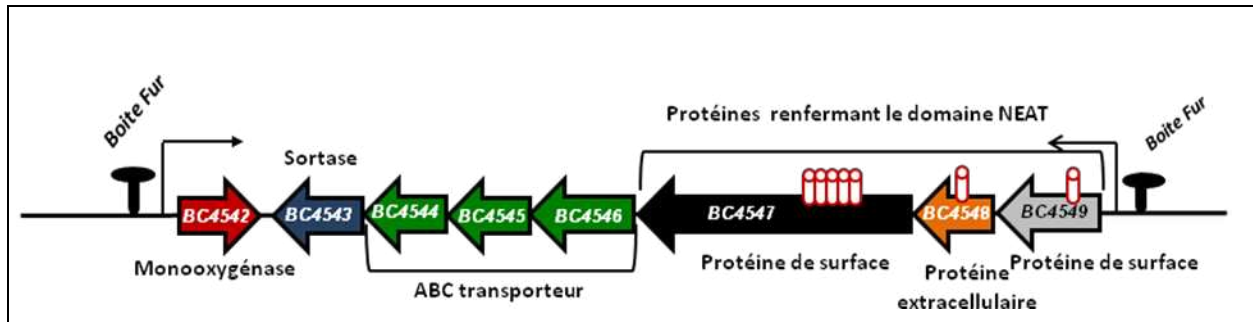 Boite Fur
Protéines renfermant le domaine NEAT
Boite Fur
Sortase
BC4542
BC4543
BC4544
BC4545
BC4546
BC4547
BC4548
BC4549
Monooxygénase
ABC transporteur
Protéine de surface
Protéine
extracellulaire
Protéine de surface